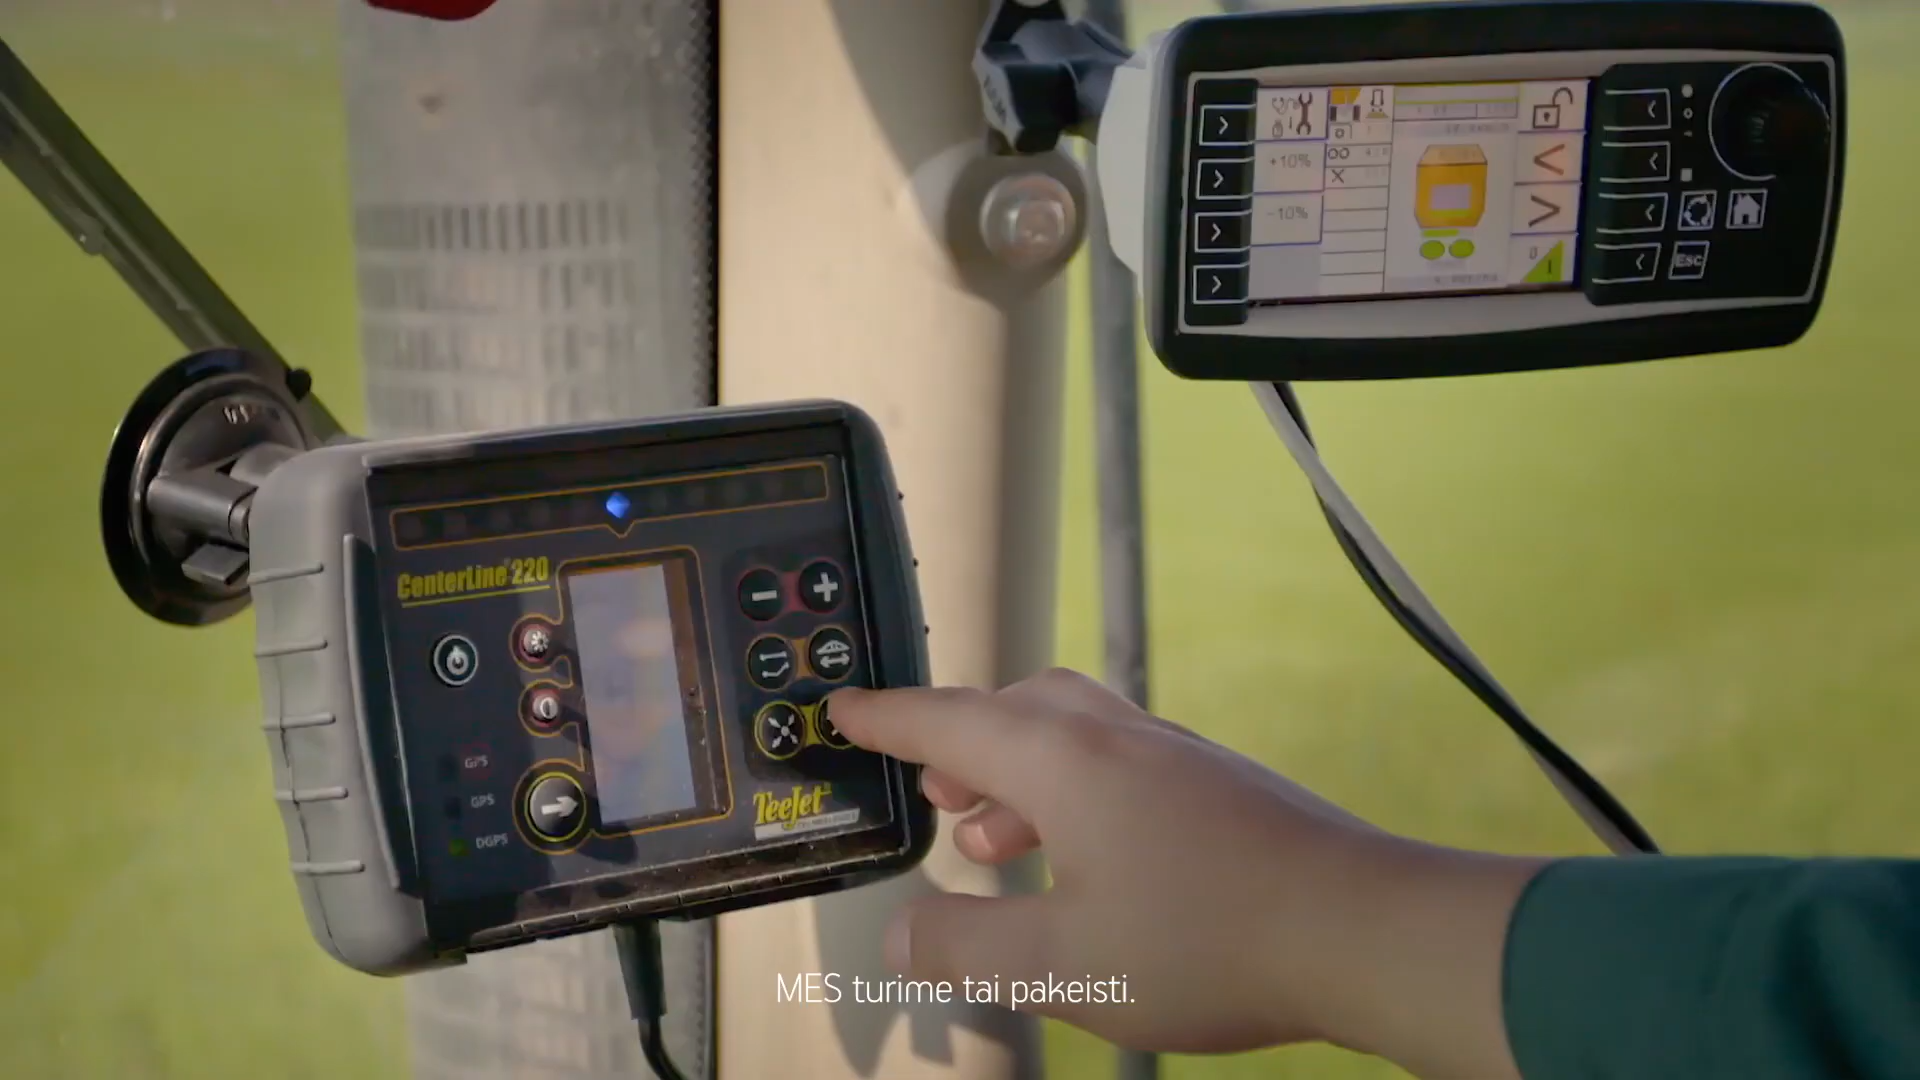 +10%
-10%
Esc
CenterLine 220
GPS
GPS
DGPS
TeeJet
MES turime tai pakeisti.